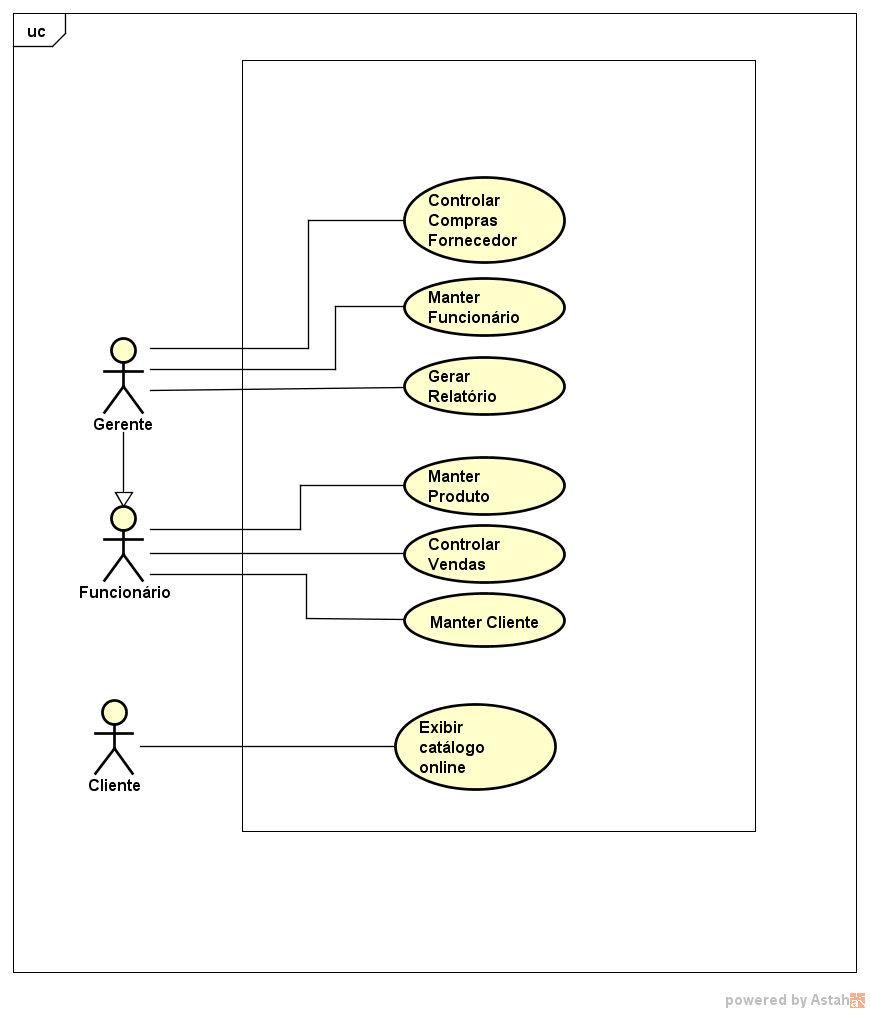 uc
Controlar
Compras
Fornecedor
Manter
Funcionário
Gerar
Relatório
Gerente
Manter
Produto
Controlar
Vendas
Funcionário
Manter Cliente
Exibir
catálogo
online
Cliente
powered by Astah